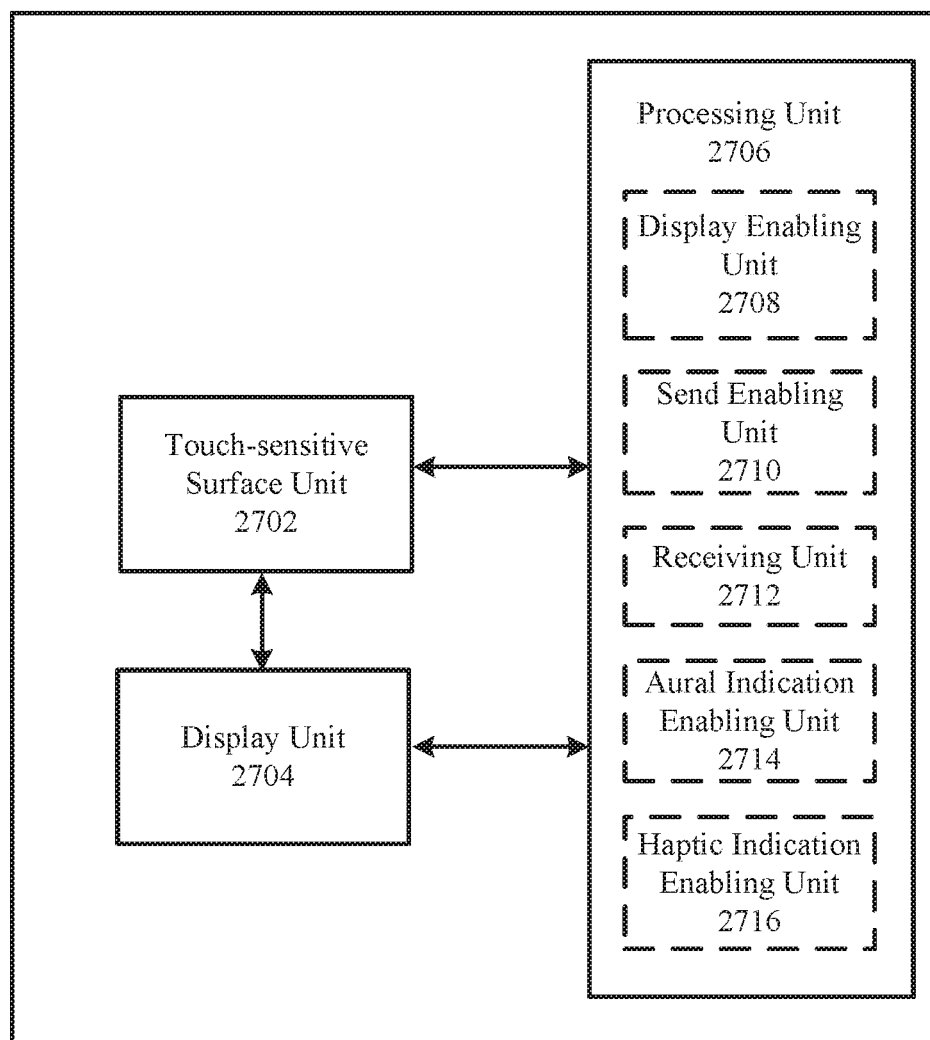 Processing Unit
2706
Display Enabling
Unit
2708
Send Enabling
Unit
2710
Receiving Unit
2712
Aural Indication
Enabling Unit
2714
Haptic Indication
Enabling Unit
2716
Touch-sensitive
Surface Unit
2702
Display Unit
2704